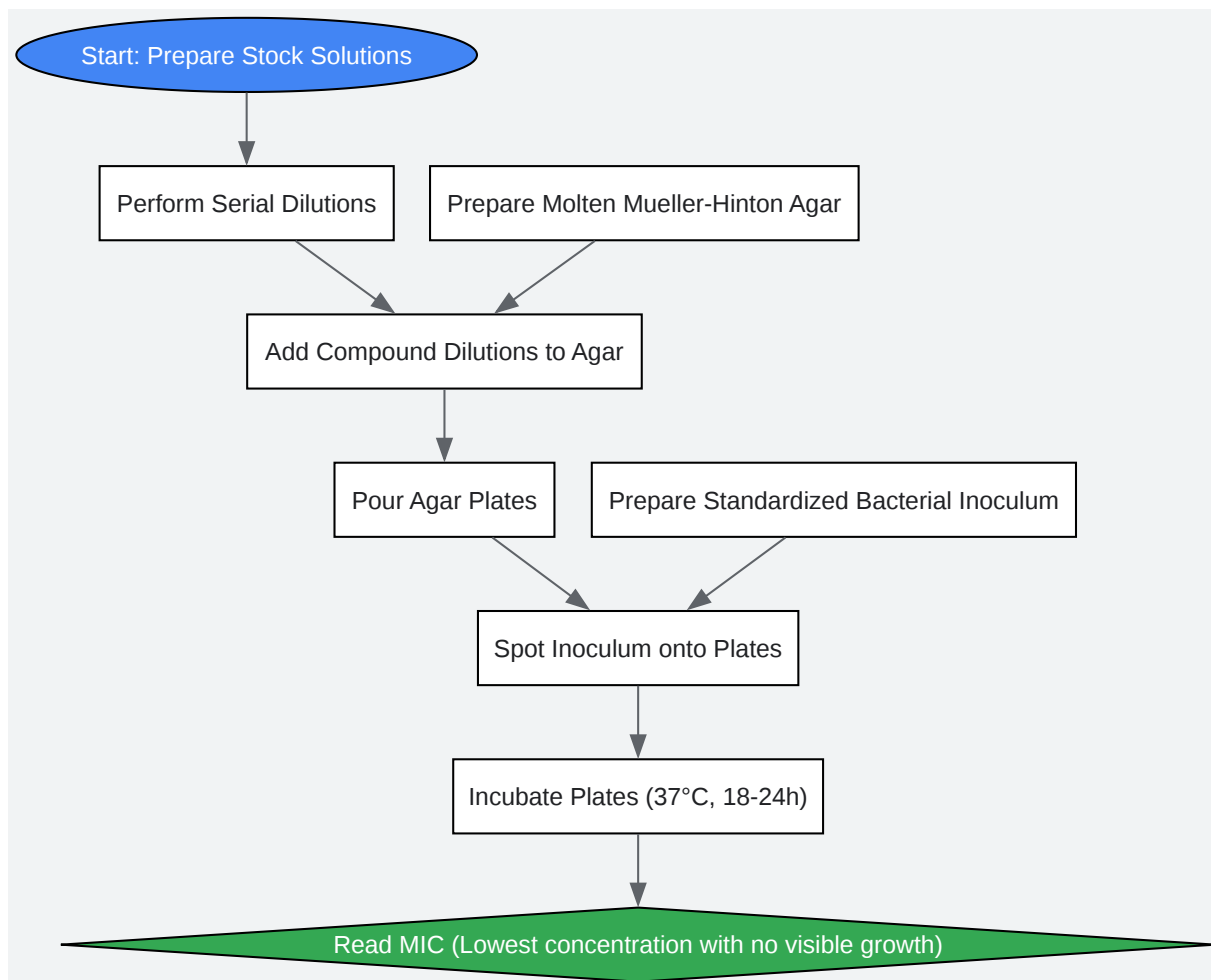 Start: Prepare Stock Solutions
Perform Serial Dilutions
Prepare Molten Mueller-Hinton Agar
Add Compound Dilutions to Agar
Pour Agar Plates
Prepare Standardized Bacterial Inoculum
Spot Inoculum onto Plates
Incubate Plates (37°C, 18-24h)
Read MIC (Lowest concentration with no visible growth)